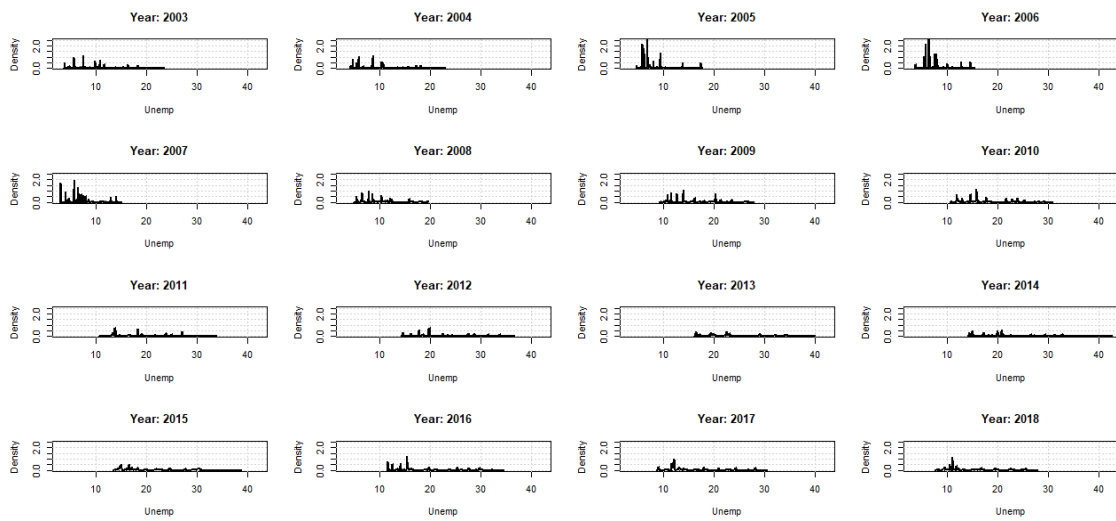 Year: 2003
Density
0.0 2.0
10 20 30 40
Unemp
Year: 2004
Density
0.0 2.0
10 20 30 40
Unemp
Year: 2005
Density
0.0 2.0
10 20 30 40
Unemp
Year: 2006
Density
0.0 2.0
10 20 30 40
Unemp
Year: 2007
Density
0.0 2.0
10 20 30 40
Unemp
Year: 2008
Density
0.0 2.0
10 20 30 40
Unemp
Year: 2009
Density
0.0 2.0
10 20 30 40
Unemp
Year: 2010
Density
0.0 2.0
10 20 30 40
Unemp
Year: 2011
Density
0.0 2.0
10 20 30 40
Unemp
Year: 2012
Density
0.0 2.0
10 20 30 40
Unemp
Year: 2013
Density
0.0 2.0
10 20 30 40
Unemp
Year: 2014
Density
0.0 2.0
10 20 30 40
Unemp
Year: 2015
Density
0.0 2.0
10 20 30 40
Unemp
Year: 2016
Density
0.0 2.0
10 20 30 40
Unemp
Year: 2017
Density
0.0 2.0
10 20 30 40
Unemp
Year: 2018
Density
0.0 2.0
10 20 30 40
Unemp